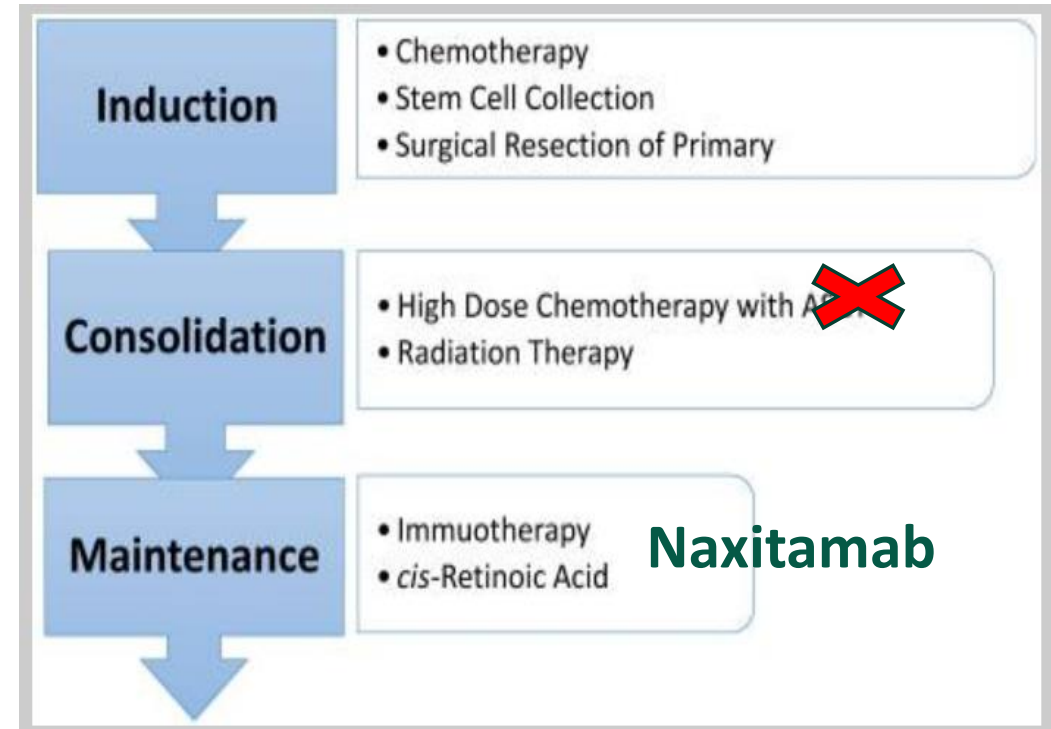 Induction
• Chemotherapy
• Stem Cell Collection
• Surgical Resection of Primary
Consolidation
• High Dose Chemotherapy with
• Radiation Therapy
Maintenance
• Immuotherapy
• cis-Retinoic Acid
Naxitamab